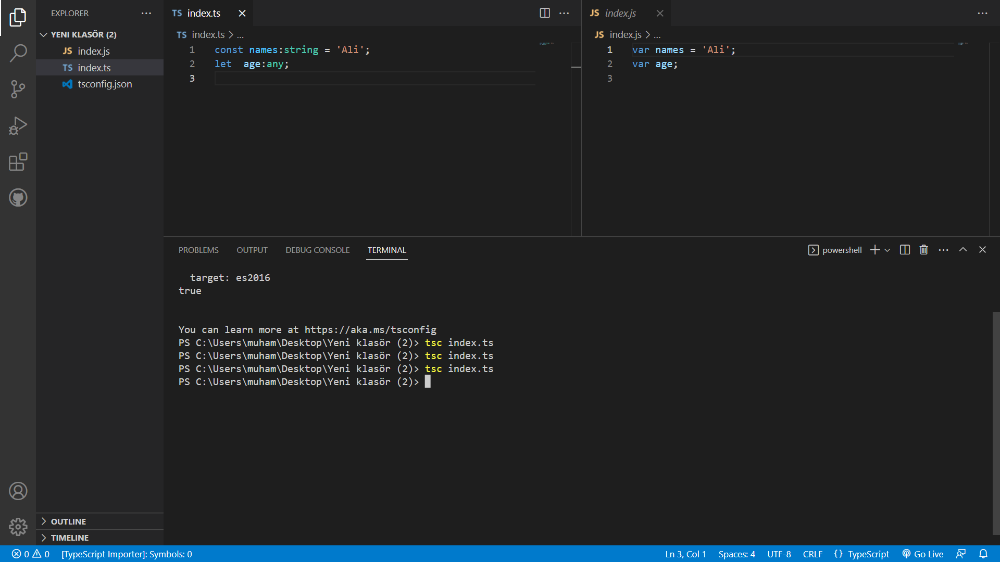 EXPLORER
YENI KLASÖR (2)
JS index.js
TS index.ts
tsconfig.json
OUTLINE
TIMELINE
TS index.ts
TS index.ts > ...
1 const names:string = 'Ali';
2 let  age:any;
3
JS index.js
JS index.js > ...
1 var names = 'Ali';
2 var age;
3
PROBLEMS OUTPUT DEBUG CONSOLE TERMINAL
powershell
target: es2016
true
You can learn more at https://aka.ms/tsconfig
PS C:\Users\muham\Desktop\Yeni klasör (2)> tsc index.ts
PS C:\Users\muham\Desktop\Yeni klasör (2)> tsc index.ts
PS C:\Users\muham\Desktop\Yeni klasör (2)> tsc index.ts
PS C:\Users\muham\Desktop\Yeni klasör (2)>
0 0 [TypeScript Importer]: Symbols: 0 Ln 3, Col 1 Spaces: 4 UTF-8 CRLF {} TypeScript Go Live